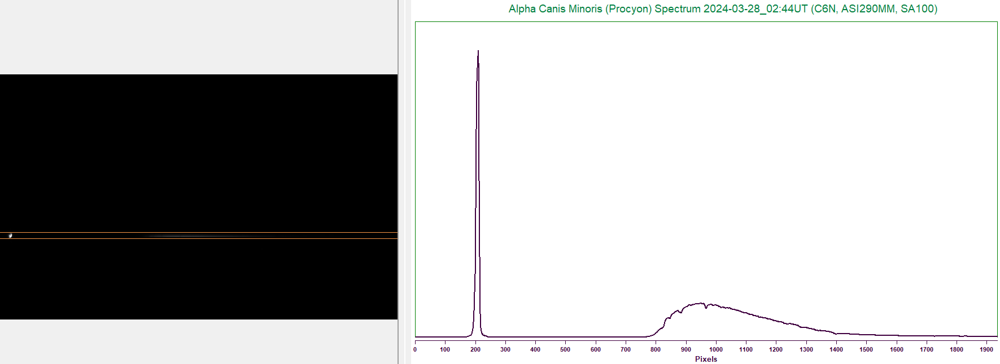 Alpha Canis Minoris (Procyon) Spectrum 2024-03-28_02:44UT (C6N, ASI290MM, SA100)
0 100 200 300 400 500 600 700 800 900 1000 1100 1200 1300 1400 1500 1600 1700 1800 1900
Pixels